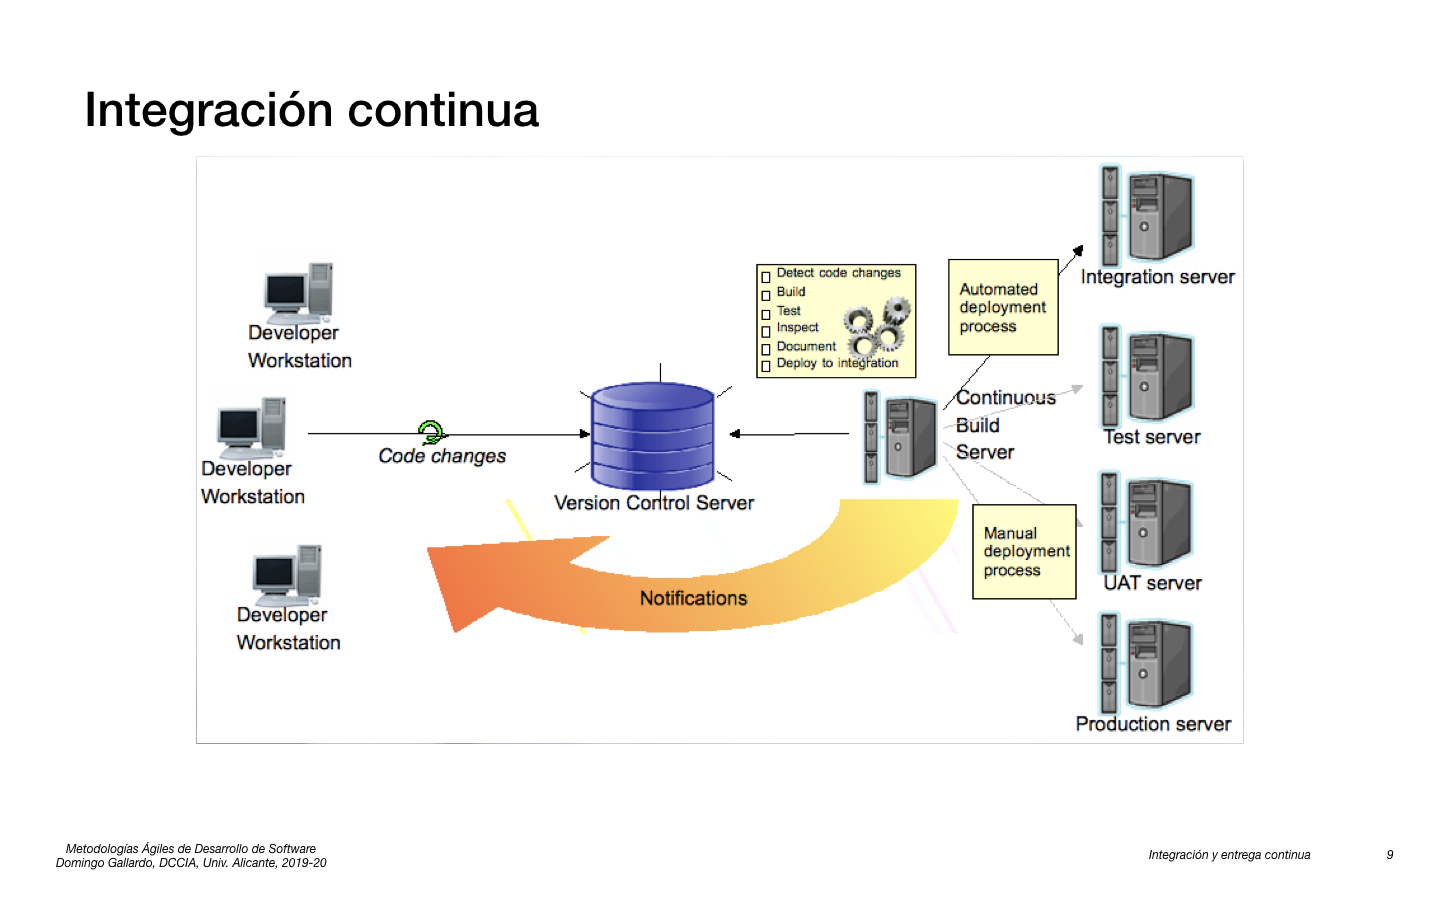 Integración continua
Developer
Workstation
Developer
Workstation
Developer
Workstation
Code changes
Version Control Server
Detect code changes
Build
Test
Inspect
Document
Deploy to integration
Automated
deployment
process
Continuous
Build
Server
Manual
deployment
process
Notifications
Integration server
Test server
UAT server
Production server
Metodologías Ágiles de Desarrollo de Software
Domingo Gallardo, DCCIA, Univ. Alicante, 2019-20
Integración y entrega continua
9